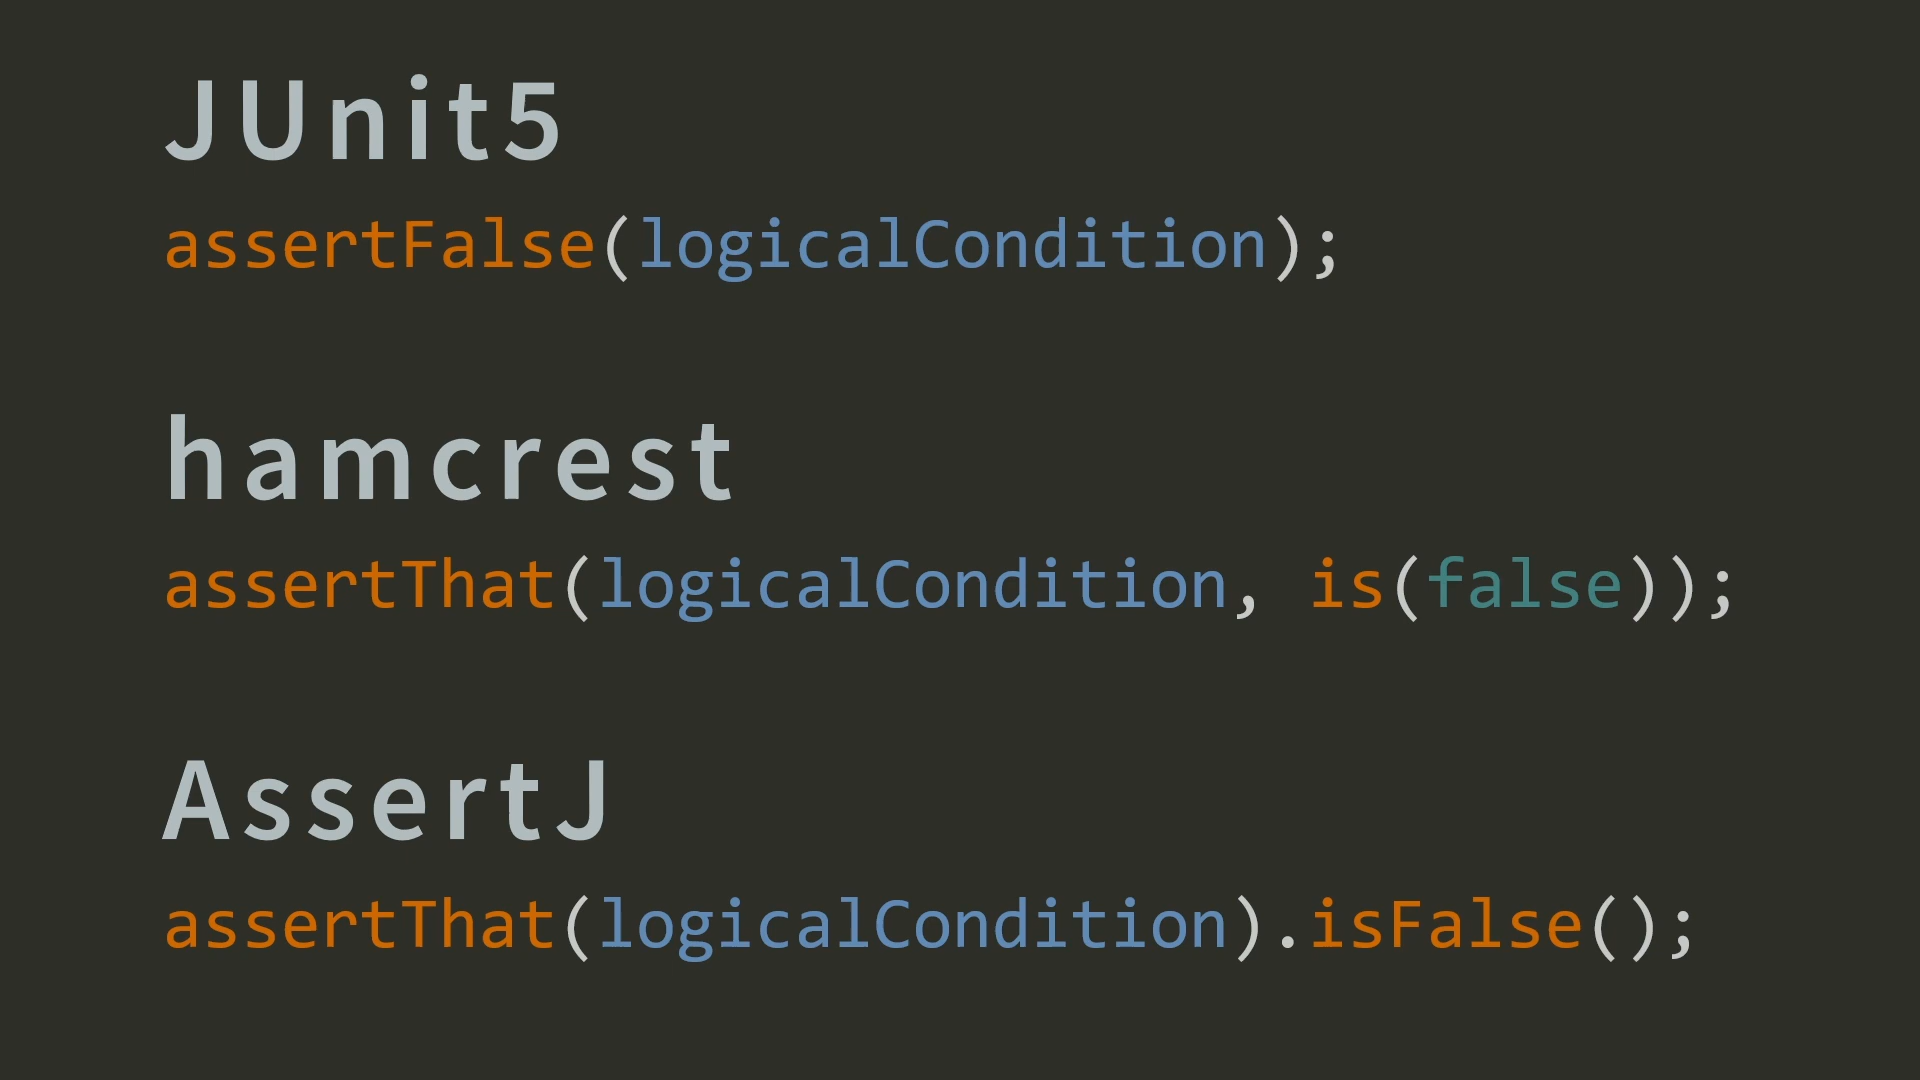 JUnit5
assertFalse(logicalCondition);
hamcrest
assertThat(logicalCondition, is(false));
AssertJ
assertThat(logicalCondition).isFalse();